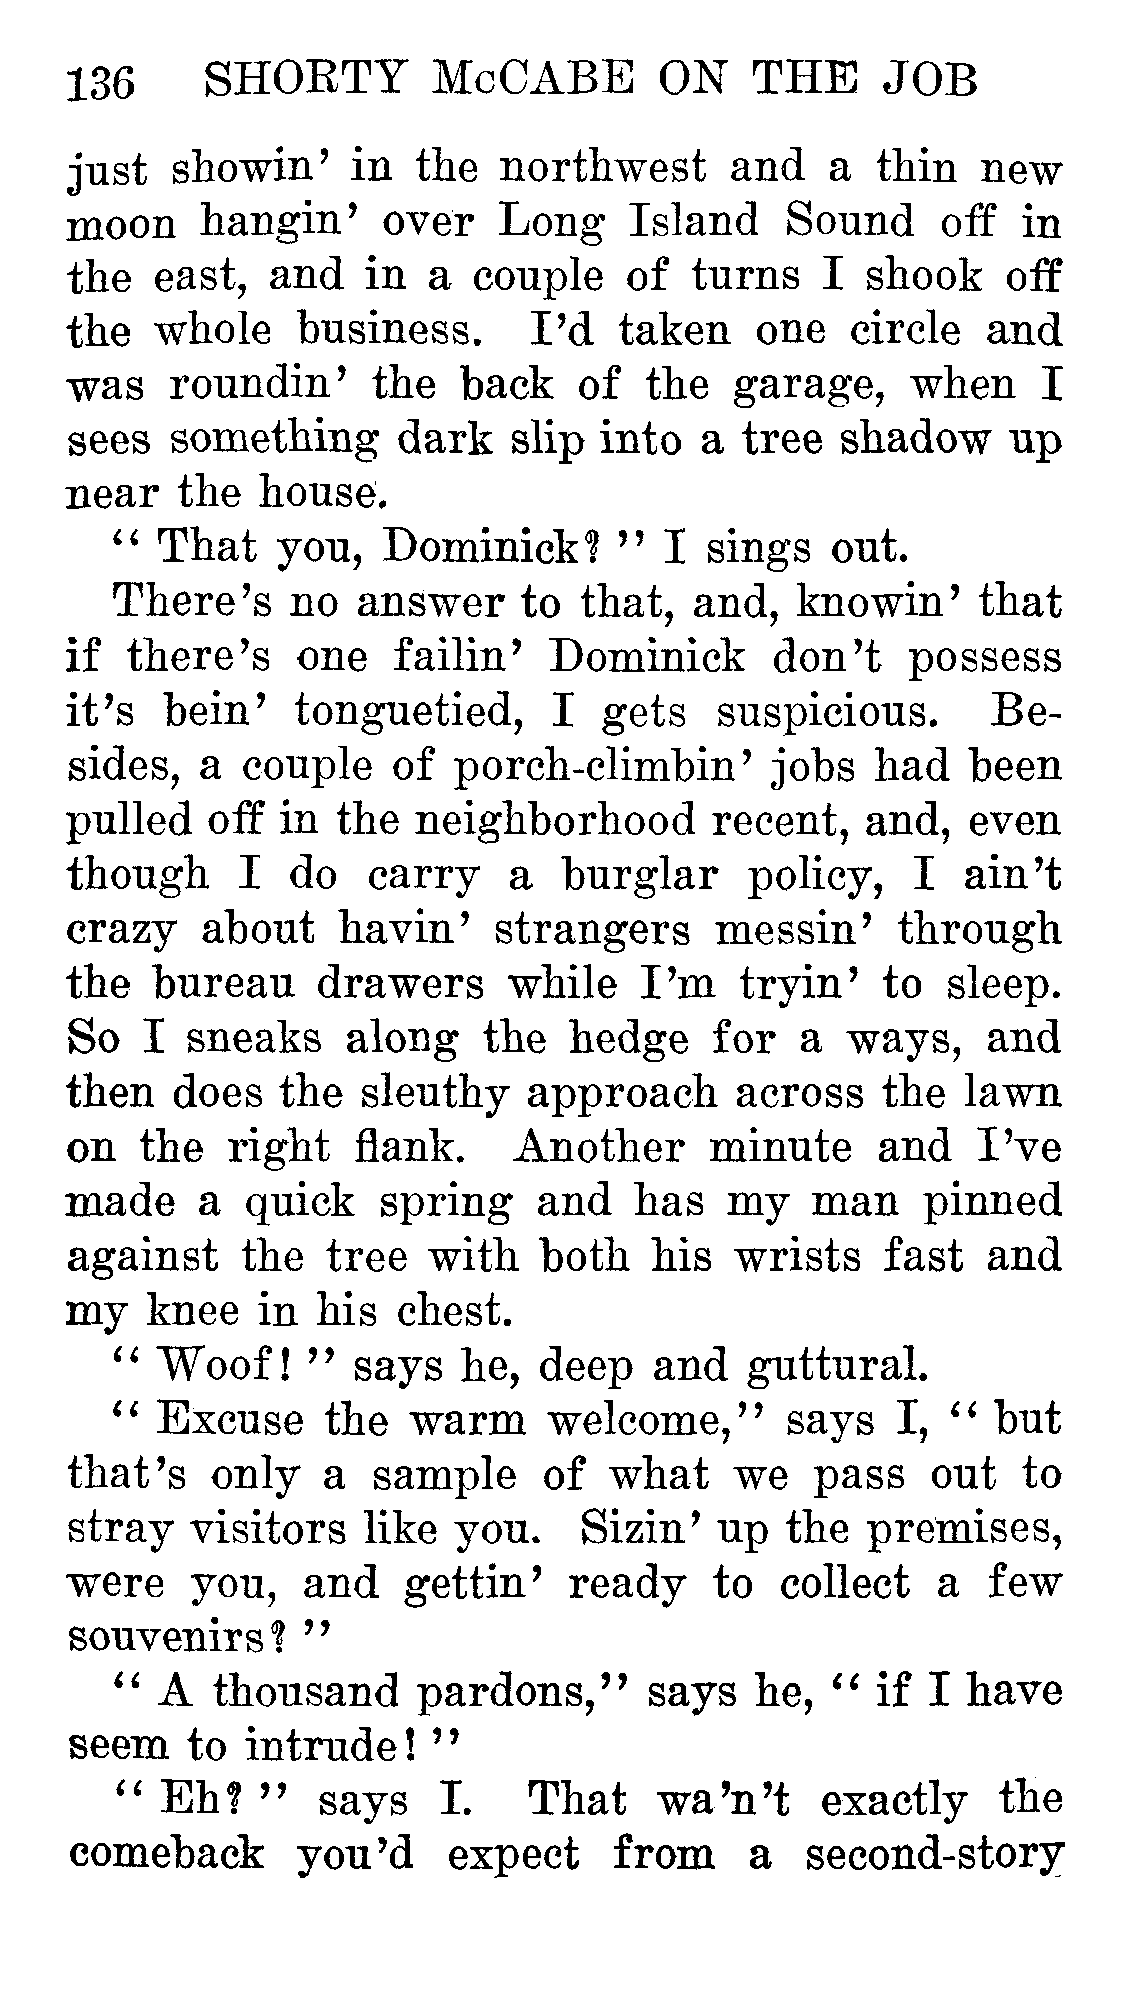 136 SHORTY McCABE ON THE JOB
just showin' in the northwest and a thin new
moon hangin' over Long Island Sound off in
the east, and in a couple of turns I shook off
the whole business. I'd taken one circle and
was roundin' the back of the garage, when I
sees something dark slip into a tree shadow up
near the house.
“ That you, Dominick? ” I sings out.
There's no answer to that, and, knowin' that
if there's one failin' Dominick don't possess
it's bein' tonguetied, I gets suspicious. Be-
sides, a couple of porch-climbin' jobs had been
pulled off in the neighborhood recent, and, even
though I do carry a burglar policy, I ain't
crazy about havin' strangers messin' through
the bureau drawers while I'm tryin' to sleep.
So I sneaks along the hedge for a ways, and
then does the sleuthy approach across the lawn
on the right flank. Another minute and I've
made a quick spring and has my man pinned
against the tree with both his wrists fast and
my knee in his chest.
“ Woof! ” says he, deep and guttural.
“ Excuse the warm welcome,” says I, “ but
that's only a sample of what we pass out to
stray visitors like you. Sizin' up the premises,
were you, and gettin' ready to collect a few
souvenirs? ”
“ A thousand pardons,” says he, “ if I have
seem to intrude! ”
“ Eh? ” says I. That wa'n't exactly the
comeback you'd expect from a second-story